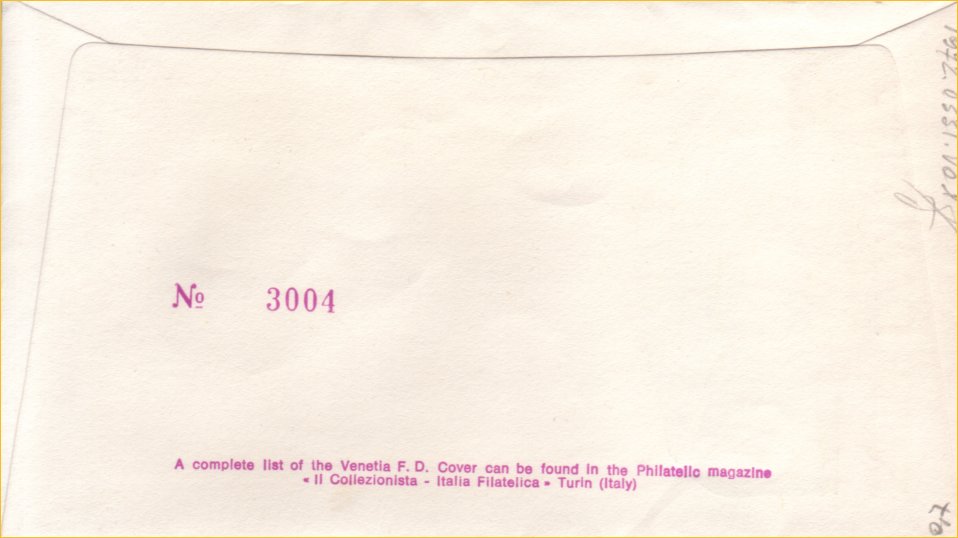 № 3004
A complete list of the Venetia F. D. Cover can be found in the Philatelic magazine
« Il Collezionista - Italia Filatelica » Turin (Italy)